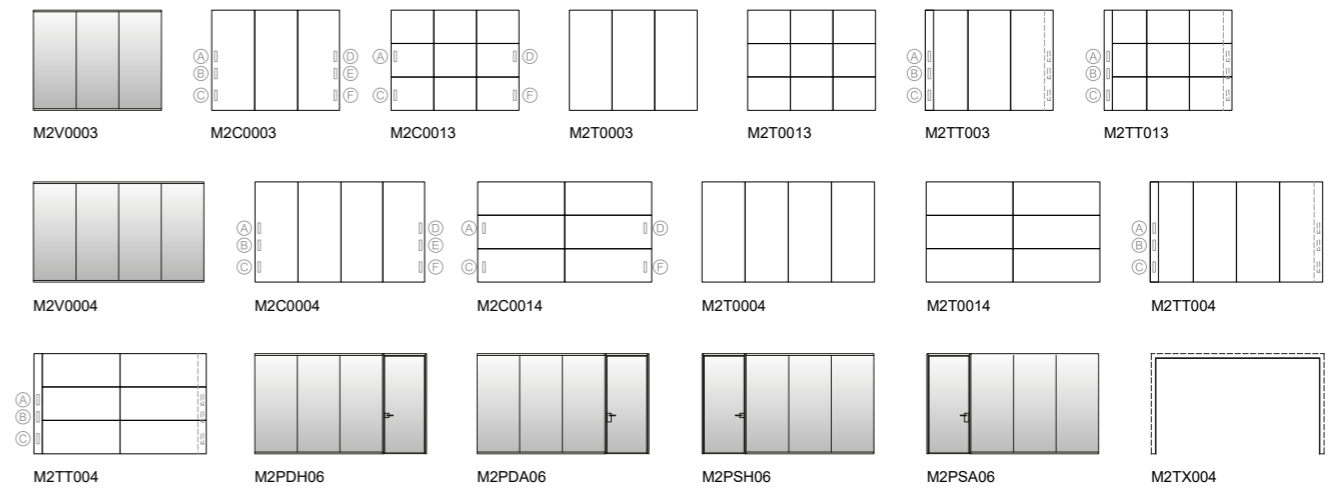 A D A D A A
B E B B
C F C F C C
M2V0003 M2C0003 M2C0013 M2T0003 M2T0013 M2TT003 M2TT013
A D A D A
B E B
C F C F C
M2V0004 M2C0004 M2C0014 M2T0004 M2T0014 M2TT004
A
B
C
M2TT004 M2PDH06 M2PDA06 M2PSH06 M2PSA06 M2TX004